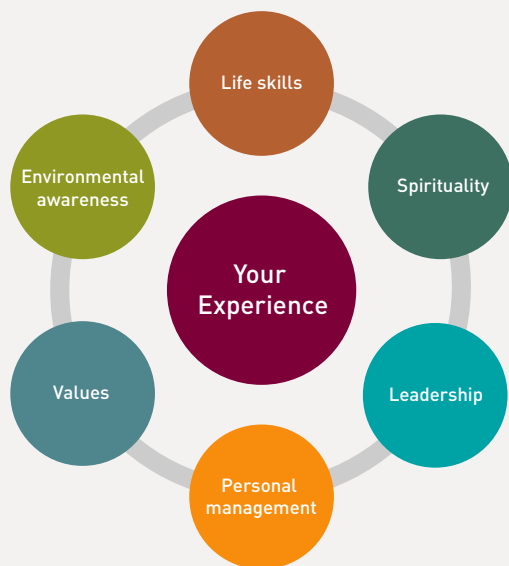 Life skills
Environmental
awareness
Spirituality
Your
Experience
Values
Leadership
Personal
management